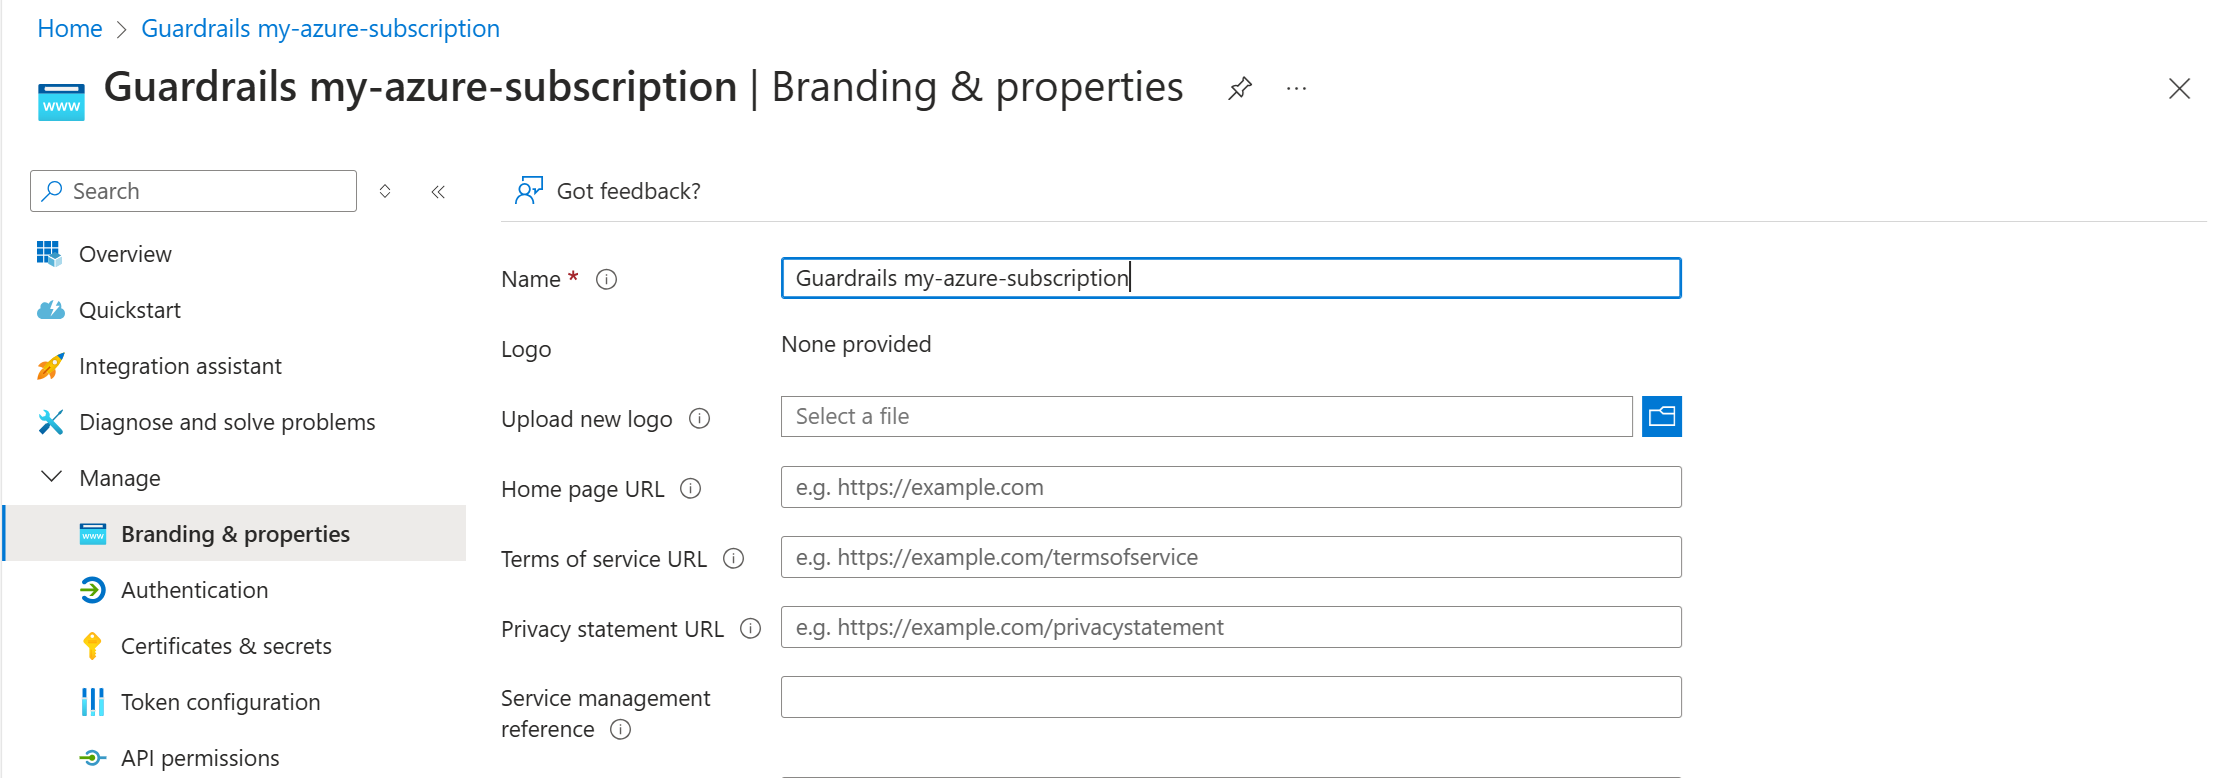 Home > Guardrails my-azure-subscription
www
Guardrails my-azure-subscription | Branding & properties
Search
Got feedback?
Overview
Quickstart
Integration assistant
Diagnose and solve problems
Manage
www
Branding & properties
Authentication
Certificates & secrets
Token configuration
API permissions
Name *
Guardrails my-azure-subscription
Logo
None provided
Upload new logo
Select a file
Home page URL
e.g. https://example.com
Terms of service URL
e.g. https://example.com/termsofservice
Privacy statement URL
e.g. https://example.com/privacystatement
Service management
reference